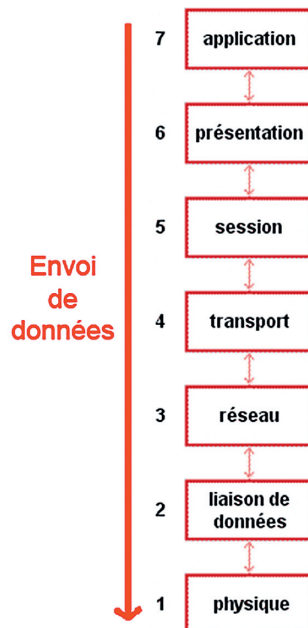 7 application
6 présentation
5 session
Envoi
de
données
4 transport
3 réseau
2 liaison de
données
1 physique